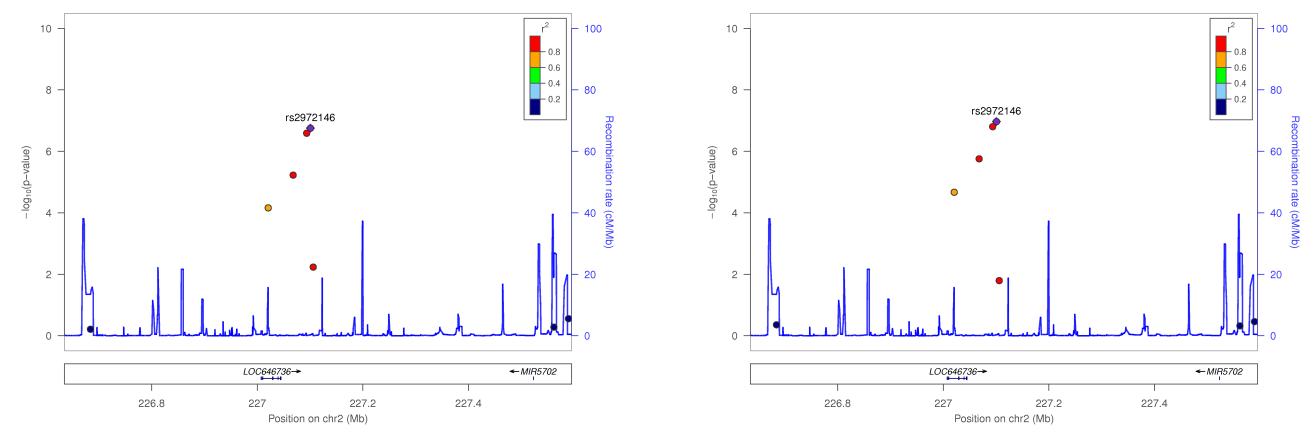 10
8
6
4
2
0
− log10(p−value)
rs2972146
r2
0.8
0.6
0.4
0.2
100
80
60
40
20
0
Recombination rate (cM/Mb)
LOC646736
MIR5702
226.8
227
227.2
227.4
Position on chr2 (Mb)
10
8
6
4
2
0
− log10(p−value)
rs2972146
r2
0.8
0.6
0.4
0.2
100
80
60
40
20
0
Recombination rate (cM/Mb)
LOC646736
MIR5702
226.8
227
227.2
227.4
Position on chr2 (Mb)